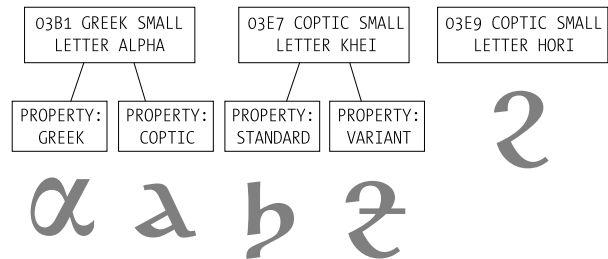 03B1 GREEK SMALL
LETTER ALPHA
03E7 COPTIC SMALL
LETTER KHEI
03E9 COPTIC SMALL
LETTER HORI
PROPERTY:
GREEK
PROPERTY:
COPTIC
PROPERTY:
STANDARD
PROPERTY:
VARIANT
ϩ
α ⲁ ϧ ϧ